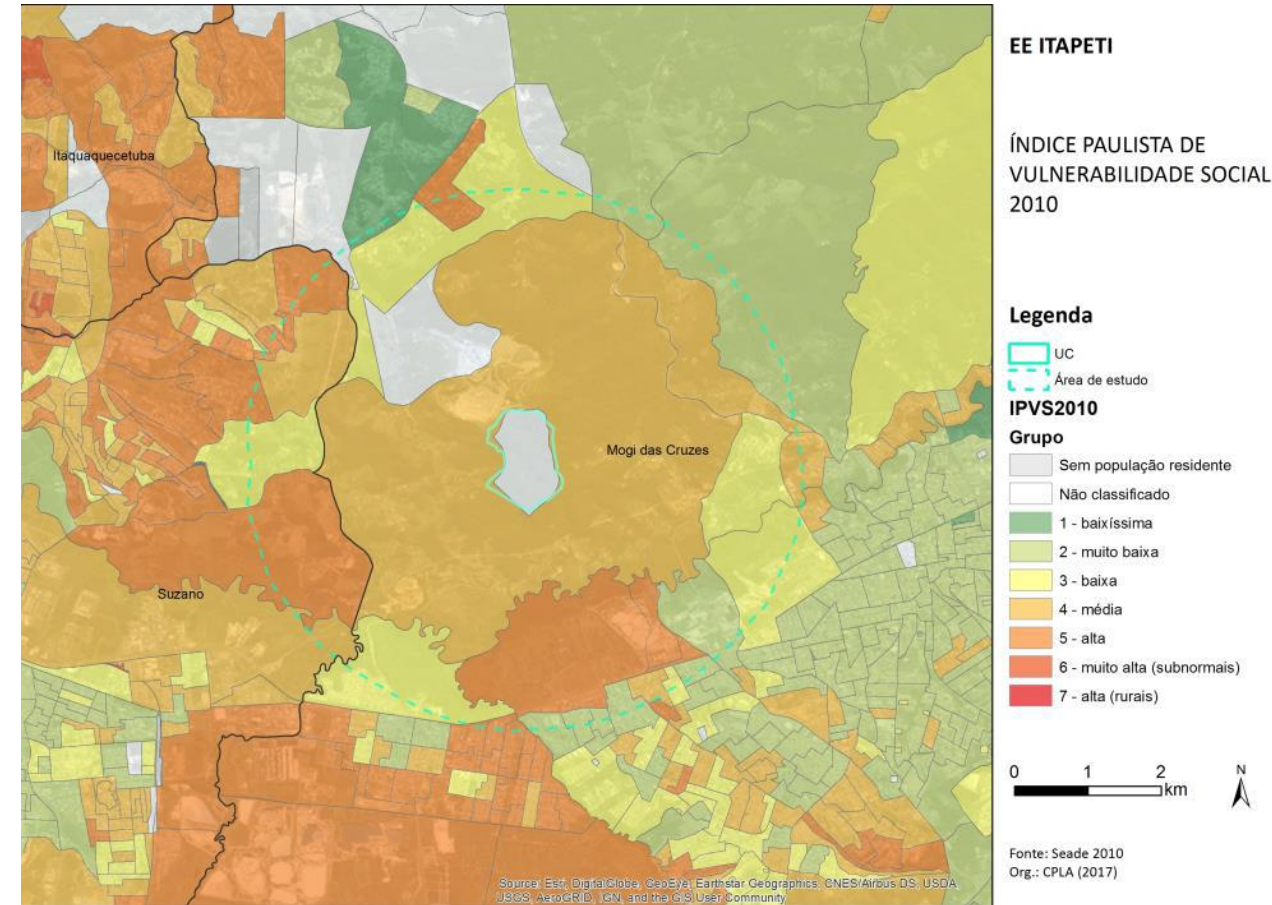 EE ITAPETI
ÍNDICE PAULISTA DE
VULNERABILIDADE SOCIAL
2010
Itaquaquecetuba
Mogi das Cruzes
Suzano
Legenda
UC
Área de estudo
IPVS2010
Grupo
Sem população residente
Não classificado
1 - baixíssima
2 - muito baixa
3 - baixa
4 - média
5 - alta
6 - muito alta (subnormais)
7 - alta (rurais)
0 1 2
km
N
Fonte: Seade 2010
Org.: CPLA (2017)
Source: Esri, DigitalGlobe, GeoEye, Earthstar Geographics, CNES/Airbus DS, USDA,
USGS, AeroGRID, IGN, and the GIS User Community